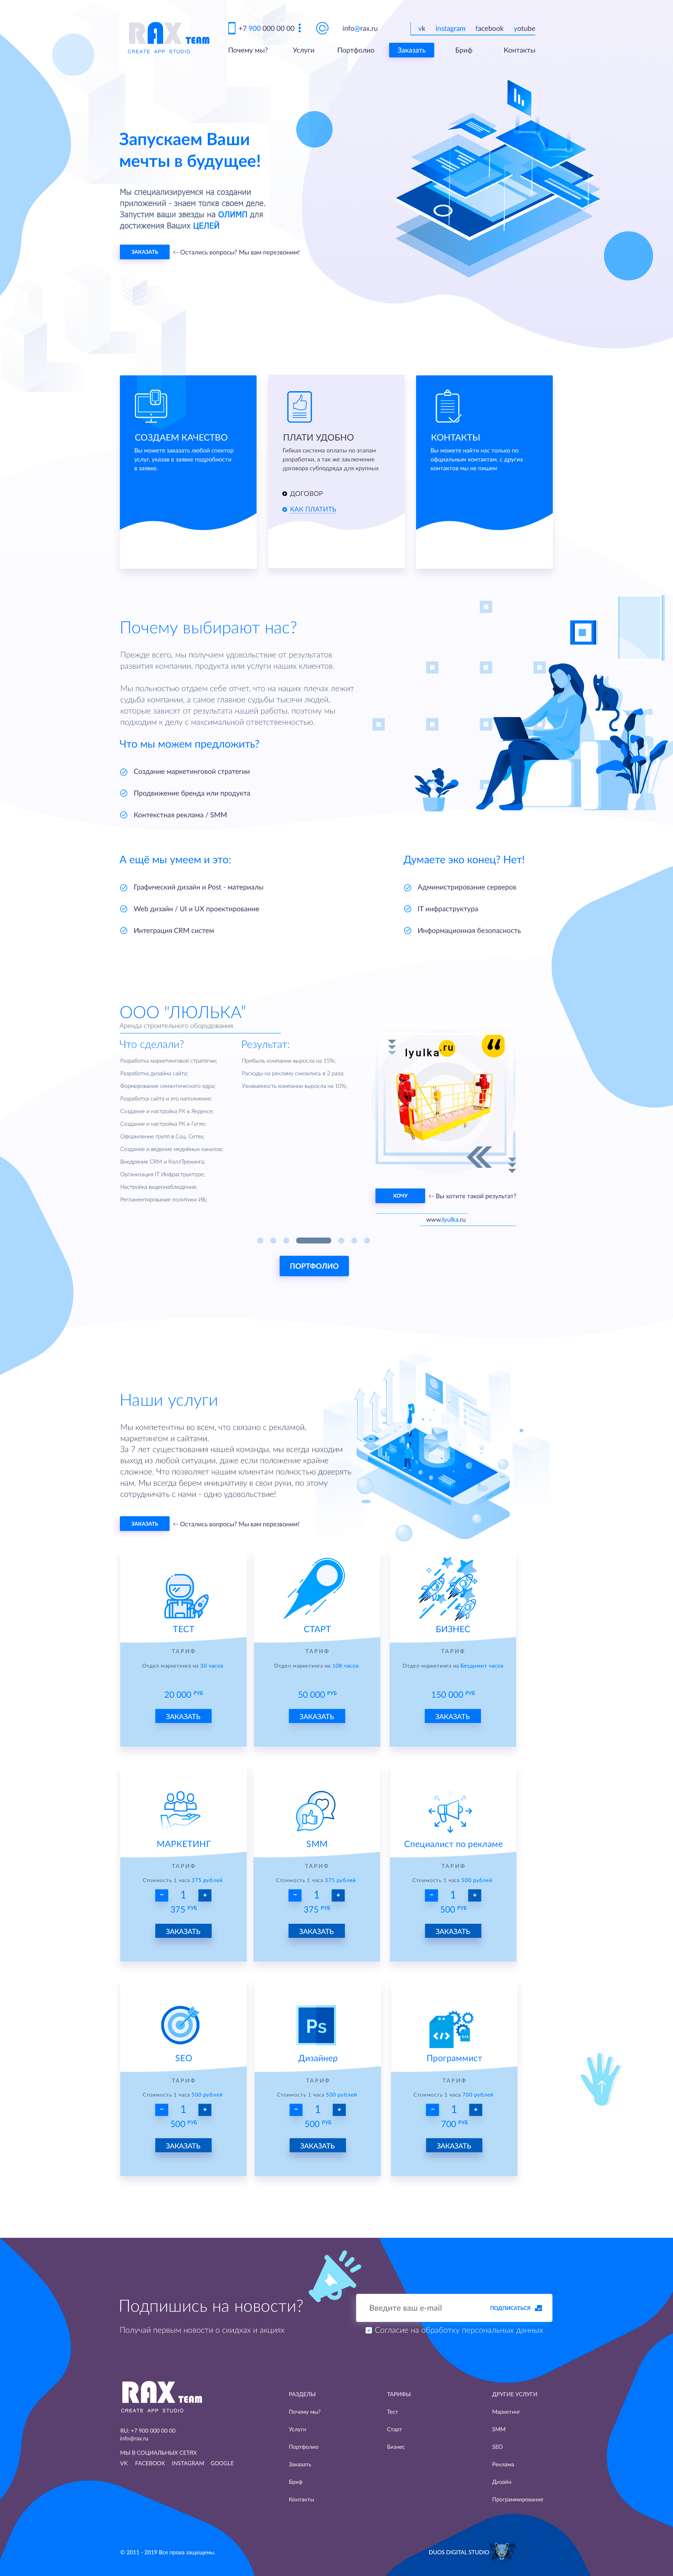 RAX TEAM
CREATE APP STUDIO
+7 900 000 00 00
info@rax.ru
vk instagram facebook yotube
Почему мы? Услуги Портфолио Заказать Бриф Контакты
Запускаем Ваши
мечты в будущее!
Мы специализируемся на создании
приложений - знаем толкв своем деле.
Запустим ваши звезды на ОЛИМП для
достижения Ваших ЦЕЛЕЙ
ЗАКАЗАТЬ <- Остались вопросы? Мы вам перезвоним!
СОЗДАЕМ КАЧЕСТВО
Вы можете заказать любой спектор
услуг, указав в заявке подробности
в заявке.
ПЛАТИ УДОБНО
Гибкая система оплаты по этапам
разработки, а так же заключение
договора субподряда для крупных
ДОГОВОР
КАК ПЛАТИТЬ
КОНТАКТЫ
Вы можете найти нас только по
офциальным контактам, с других
контактов мы не пишем
Почему выбирают нас?
Прежде всего, мы получаем удовольствие от результатов
развития компании, продукта или услуги наших клиентов.
Мы польностью отдаем себе отчет, что на наших плечах лежит
судьба компании, а самое главное судьбы тысячи людей,
которые зависят от результата нашей работы, поэтому мы
подходим к делу с максимальной ответственностью.
Что мы можем предложить?
Создание маркетинговой стратегии
Продвижение бренда или продукта
Контекстная реклама / SMM
А ещё мы умеем и это:
Графический дизайн и Post - материалы
Web дизайн / UI и UX проектирование
Интеграция CRM систем
Думаете эко конец? Нет!
Администрирование серверов
IT инфраструктура
Информационная безопасность
ООО "ЛЮЛЬКА"
Аренда строительного оборудования
Что сделали?
Разработка маркетинговой стратегии;
Разработка дизайна сайта;
Формирование семантического ядра;
Разработка сайта и его наполнение;
Создание и настройка РК в Яндексе;
Создание и настройка РК в Гугле;
Оформление групп в Соц. Сетях;
Создание и ведение медийных каналов;
Внедрение CRM и КоллТрекинга;
Организация IT Инфраструктуре;
Настройка видеонаблюдения;
Регламентирование политики ИБ;
Результат:
Прибыль компании выросла на 15%;
Расходы на рекламу снизились в 2 раза;
Узнаваемость компании выросла на 10%;
lyulka.ru
ХОЧУ <- Вы хотите такой результат?
www.lyulka.ru
ПОРТФОЛИО
Наши услуги
Мы компетентны во всем, что связано с рекламой,
маркетингом и сайтами.
За 7 лет существования нашей команды, мы всегда находим
выход из любой ситуации, даже если положение крайне
сложное. Что позволяет нашим клиентам полностью доверять
нам. Мы всегда берем инициативу в свои руки, по этому
сотрудничать с нами - одно удовольствие!
ЗАКАЗАТЬ <- Остались вопросы? Мы вам перезвоним!
ТЕСТ
ТАРИФ
Отдел маркетинга на 30 часов
20 000 РУБ
ЗАКАЗАТЬ
СТАРТ
ТАРИФ
Отдел маркетинга на 108 часов
50 000 РУБ
ЗАКАЗАТЬ
БИЗНЕС
ТАРИФ
Отдел маркетинга на Бездимит часов
150 000 РУБ
ЗАКАЗАТЬ
МАРКЕТИНГ
ТАРИФ
Стоимость 1 часа 375 рублей
- 1 +
375 РУБ
ЗАКАЗАТЬ
SMM
ТАРИФ
Стоимость 1 часа 375 рублей
- 1 +
375 РУБ
ЗАКАЗАТЬ
Специалист по рекламе
ТАРИФ
Стоимость 1 часа 500 рублей
- 1 +
500 РУБ
ЗАКАЗАТЬ
SEO
ТАРИФ
Стоимость 1 часа 500 рублей
- 1 +
500 РУБ
ЗАКАЗАТЬ
Ps
Дизайнер
ТАРИФ
Стоимость 1 часа 500 рублей
- 1 +
500 РУБ
ЗАКАЗАТЬ
Программист
ТАРИФ
Стоимость 1 часа 700 рублей
- 1 +
700 РУБ
ЗАКАЗАТЬ
Подпишись на новости?
Получай первым новости о скидках и акциях
Введите ваш e-mail ПОДПИСАТЬСЯ
Согласие на обработку персональных данных
RAX TEAM
CREATE APP STUDIO
RU: +7 900 000 00 00
info@rax.ru
МЫ В СОЦИАЛЬНЫХ СЕТЯХ
VK FACEBOOK INSTAGRAM GOOGLE
РАЗДЕЛЫ
Почему мы?
Услуги
Портфолио
Заказать
Бриф
Контакты
ТАРИФЫ
Тест
Старт
Бизнес
ДРУГИЕ УСЛУГИ
Маркетинг
SMM
SEO
Реклама
Дизайн
Программирование
© 2011 - 2019 Все права защещены.
DUOS DIGITAL STUDIO